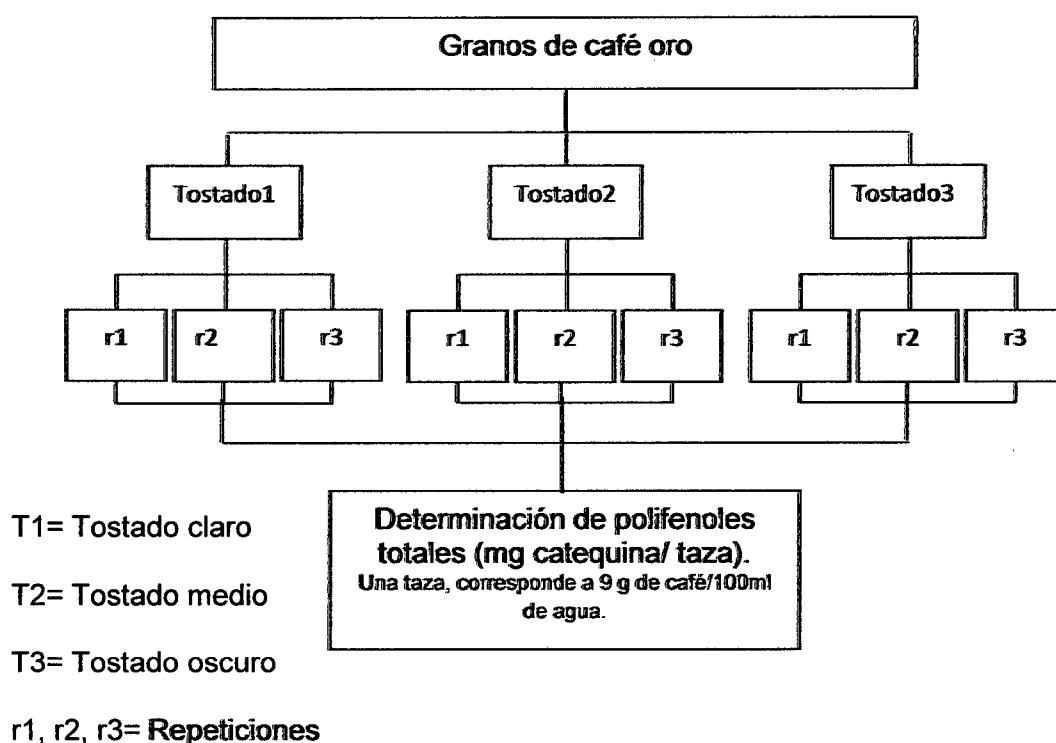 Granos de café oro
Tostado1
Tostado2
Tostado3
r1
r2
r3
r1
r2
r3
r1
r2
r3
Determinación de polifenoles
totales (mg catequina/ taza).
Una taza, corresponde a 9 g de café/100ml
de agua.
T1= Tostado claro
T2= Tostado medio
T3= Tostado oscuro
r1, r2, r3= Repeticiones